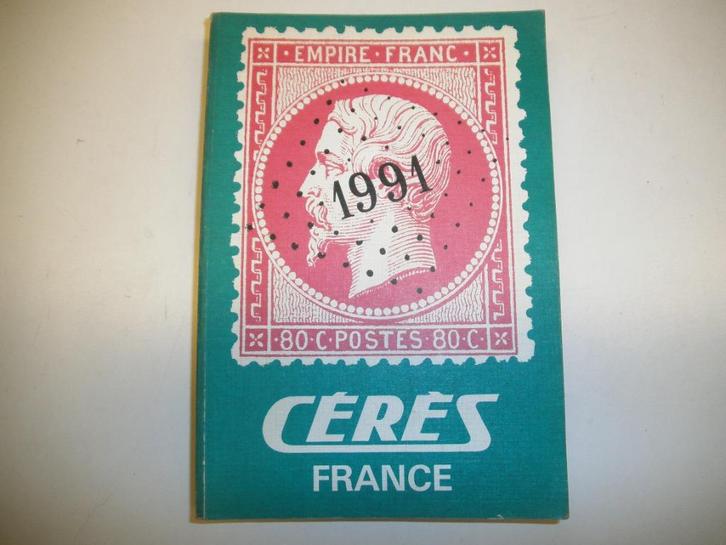 · EMPIRE · FRANC ·
1991
· 80 · C · POSTES · 80 · C ·
CÉRÈS
FRANCE